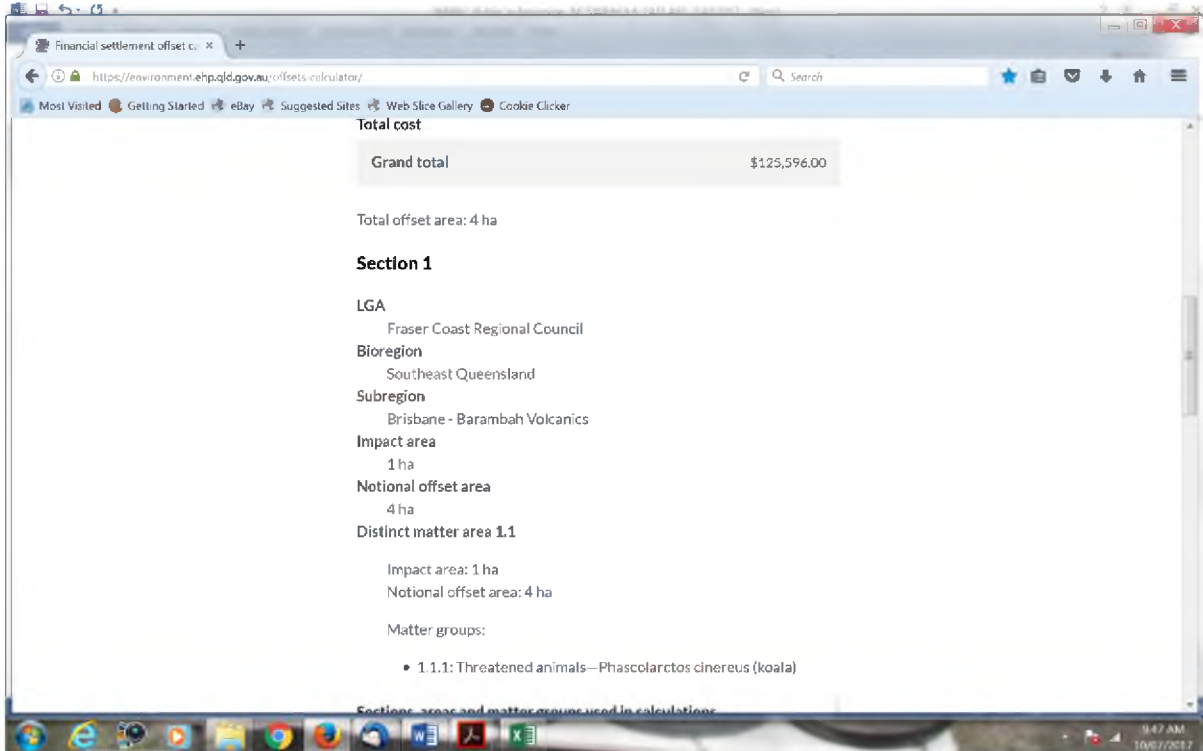 Financial settlement offset c.. × +
https://environment.ehp.qld.gov.au/offsets-calculator/ Search
Most Visited Getting Started eBay Suggested Sites Web Slice Gallery Cookie Clicker
Total cost
Grand total $125,596.00
Total offset area: 4 ha
Section 1
LGA
Fraser Coast Regional Council
Bioregion
Southeast Queensland
Subregion
Brisbane - Barambah Volcanics
Impact area
1 ha
Notional offset area
4 ha
Distinct matter area 1.1
Impact area: 1 ha
Notional offset area: 4 ha
Matter groups:
• 1.1.1: Threatened animals—Phascolarctos cinereus (koala)
Sections, areas and matter groups used in calculations
9:47 AM
10/07/2017